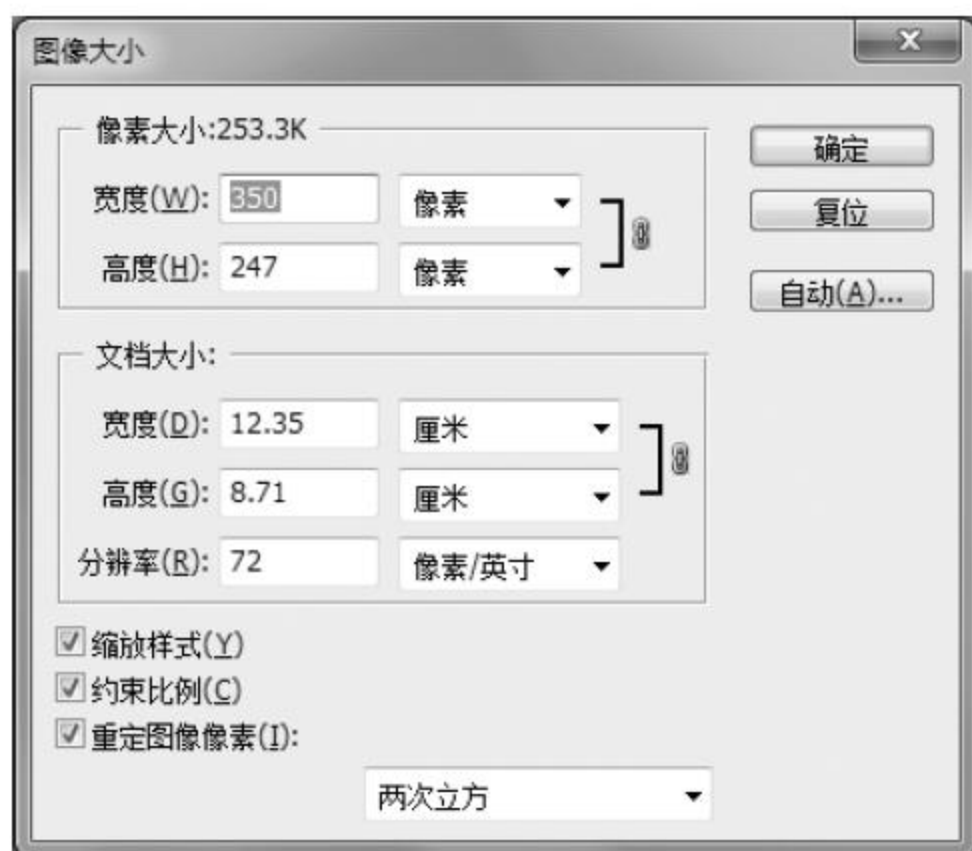 图像大小
像素大小:253.3K
宽度(W): 350 像素
高度(H): 247 像素
确定
复位
自动(A)...
文档大小:
宽度(D): 12.35 厘米
高度(G): 8.71 厘米
分辨率(R): 72 像素/英寸
缩放样式(Y)
约束比例(C)
重定图像像素(I):
两次立方